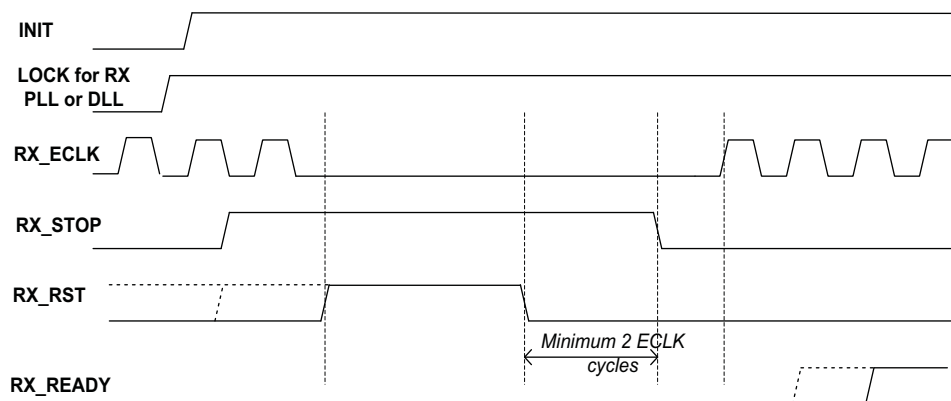 INIT
LOCK for RX
PLL or DLL
RX_ECLK
RX_STOP
RX_RST
Minimum 2 ECLK
cycles
RX_READY